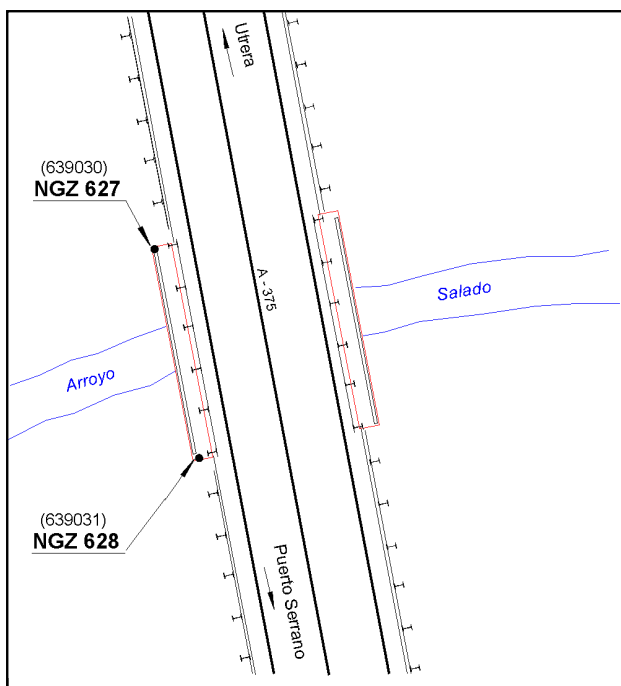 Utrera
(639030)
NGZ 627
A - 375
Salado
Arroyo
(639031)
NGZ 628
Puerto Serrano